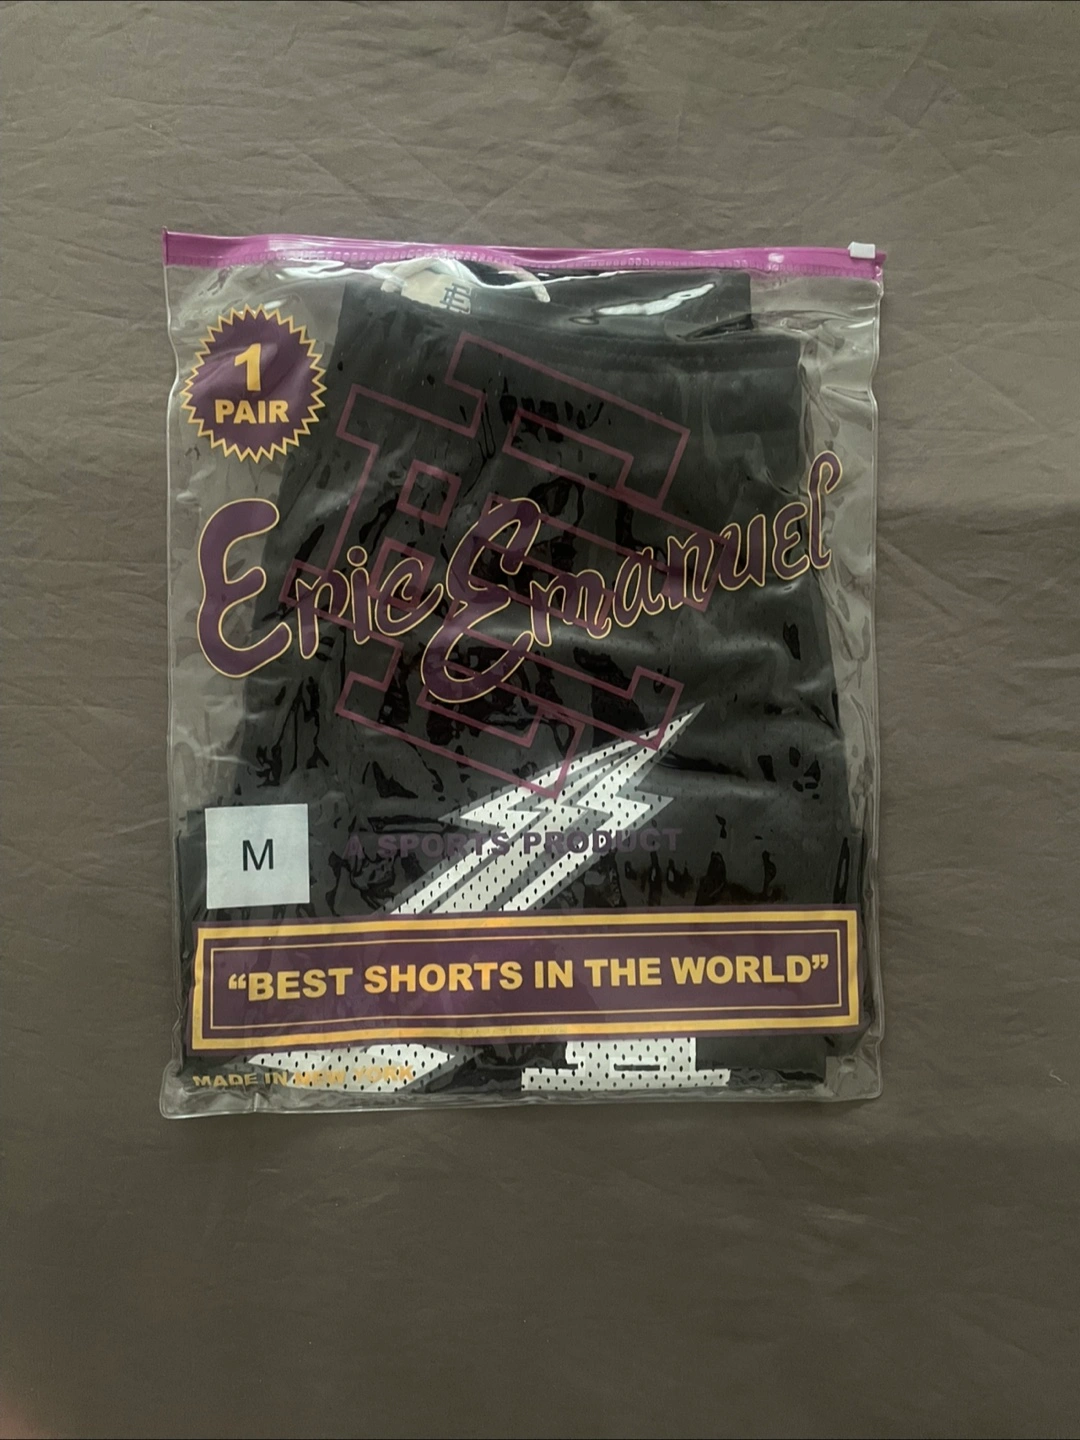 1
PAIR
Eric Emanuel
A SPORTS PRODUCT
M
“BEST SHORTS IN THE WORLD”
MADE IN NEW YORK